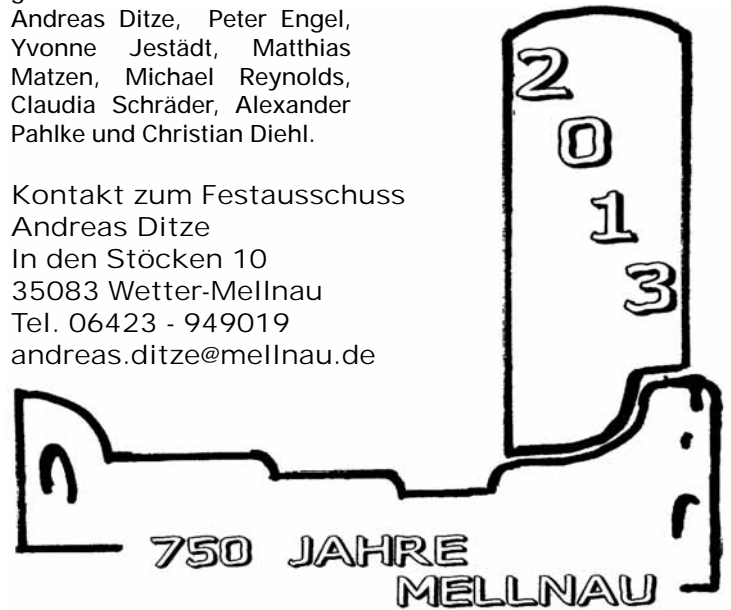 Andreas Ditze, Peter Engel,
Yvonne Jestädt, Matthias
Matzen, Michael Reynolds,
Claudia Schräder, Alexander
Pahlke und Christian Diehl.
Kontakt zum Festausschuss
Andreas Ditze
In den Stöcken 10
35083 Wetter-Mellnau
Tel. 06423 - 949019
andreas.ditze@mellnau.de
2
0
1
3
750 JAHRE
MELLNAU